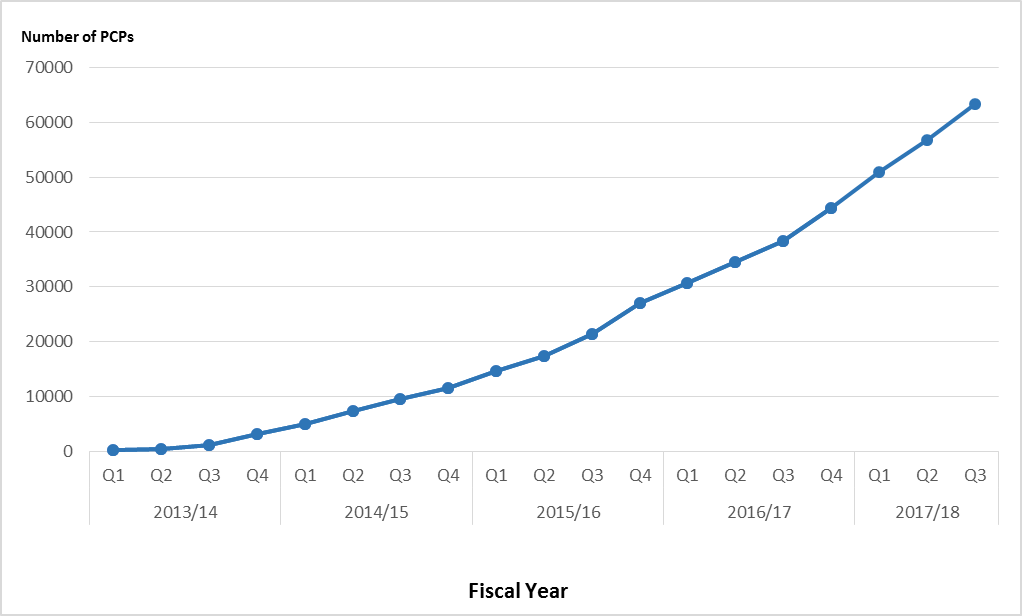 Number of PCPs
70000
60000
50000
40000
30000
20000
10000
0
Q1 Q2 Q3 Q4 Q1 Q2 Q3 Q4 Q1 Q2 Q3 Q4 Q1 Q2 Q3 Q4 Q1 Q2 Q3
2013/14 2014/15 2015/16 2016/17 2017/18
Fiscal Year